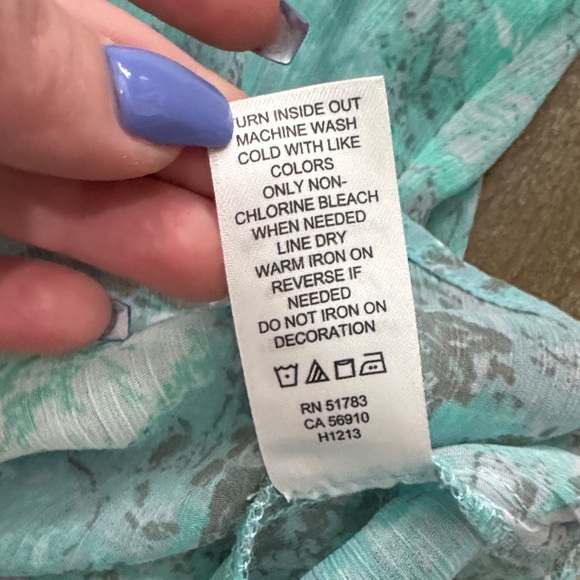 URN INSIDE OUT
MACHINE WASH
COLD WITH LIKE
COLORS
ONLY NON-
CHLORINE BLEACH
WHEN NEEDED
LINE DRY
WARM IRON ON
REVERSE IF
NEEDED
DO NOT IRON ON
DECORATION
RN 51783
CA 56910
H1213